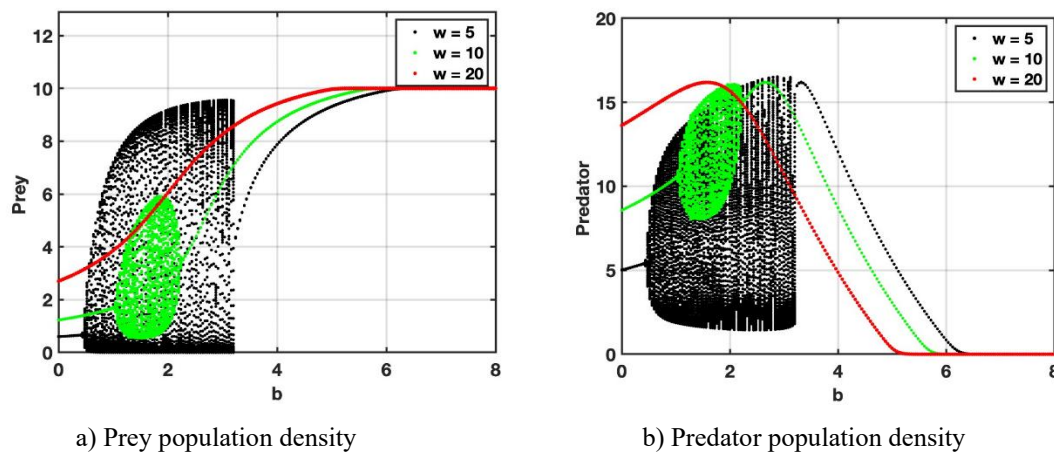 12
10
8
6
4
2
0
Prey
0 2 4 6 8
b
w = 5
w = 10
w = 20
a) Prey population density
20
15
10
5
0
Predator
0 2 4 6 8
b
w = 5
w = 10
w = 20
b) Predator population density